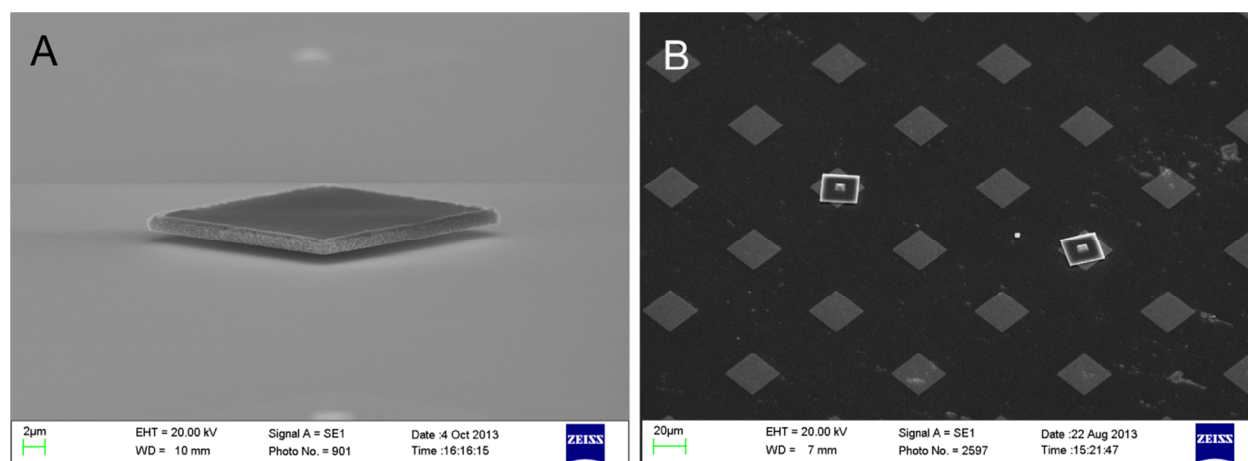 A
B
2µm
EHT = 20.00 kV
Signal A = SE1
Date :4 Oct 2013
WD = 10 mm
Photo No. = 901
Time :16:16:15
ZEISS
20µm
EHT = 20.00 kV
Signal A = SE1
Date :22 Aug 2013
WD = 7 mm
Photo No. = 2597
Time :15:21:47
ZEISS